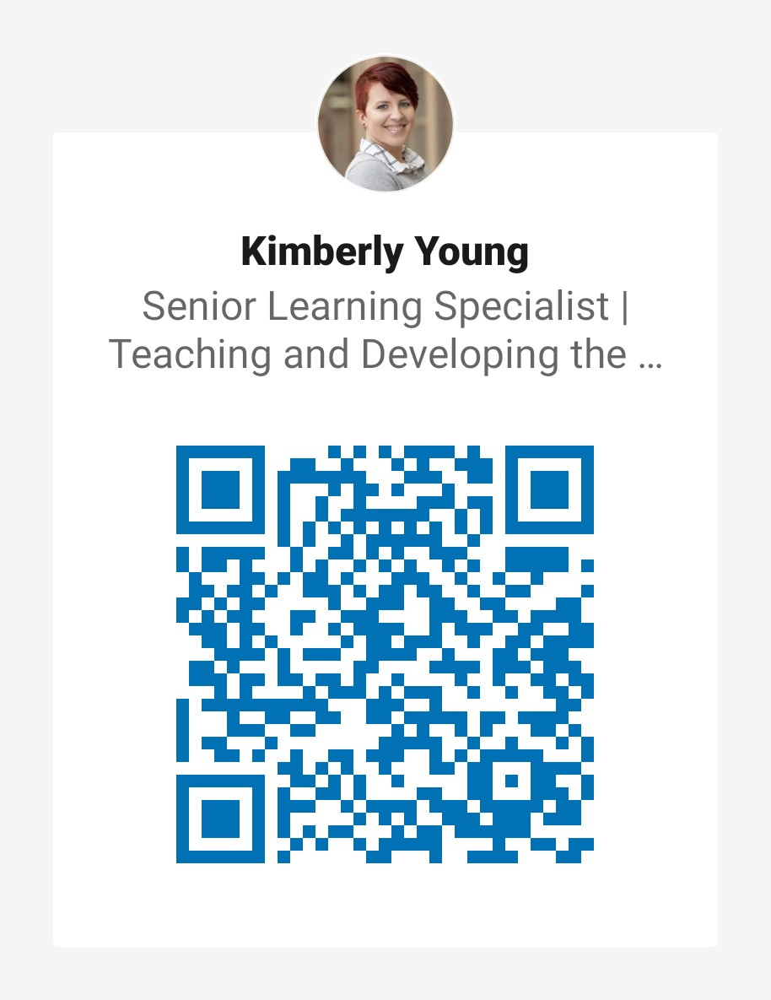 Kimberly Young
Senior Learning Specialist |
Teaching and Developing the ...